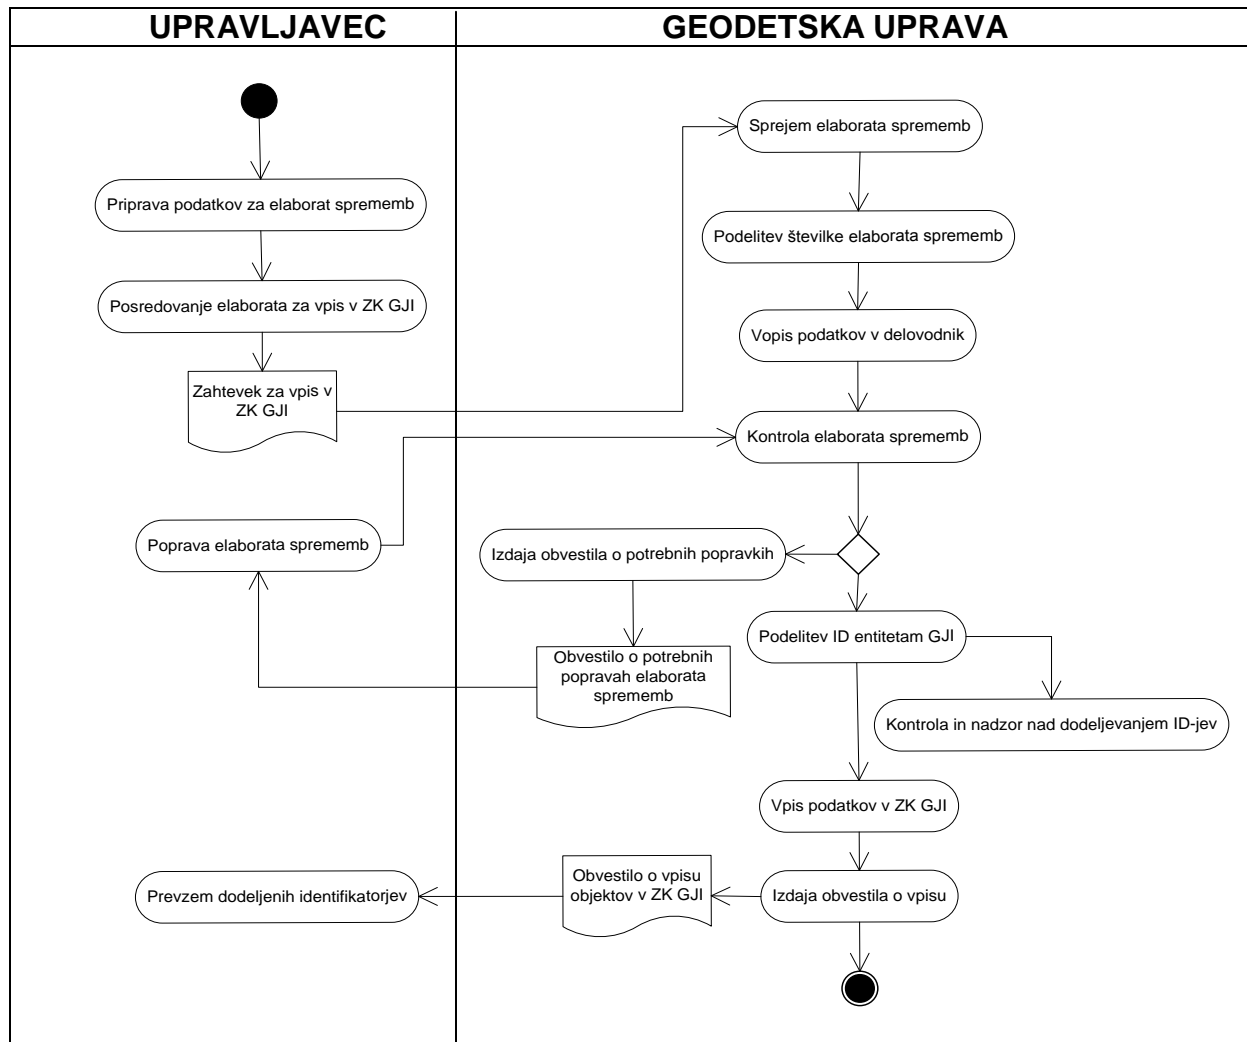 UPRAVLJAVEC
GEODETSKA UPRAVA
Priprava podatkov za elaborat sprememb
Posredovanje elaborata za vpis v ZK GJI
Zahtevek za vpis v
ZK GJI
Sprejem elaborata sprememb
Podelitev številke elaborata sprememb
Vopis podatkov v delovodnik
Kontrola elaborata sprememb
Poprava elaborata sprememb
Izdaja obvestila o potrebnih popravkih
Obvestilo o potrebnih
popravah elaborata
sprememb
Podelitev ID entitetam GJI
Kontrola in nadzor nad dodeljevanjem ID-jev
Vpis podatkov v ZK GJI
Izdaja obvestila o vpisu
Obvestilo o vpisu
objektov v ZK GJI
Prevzem dodeljenih identifikatorjev